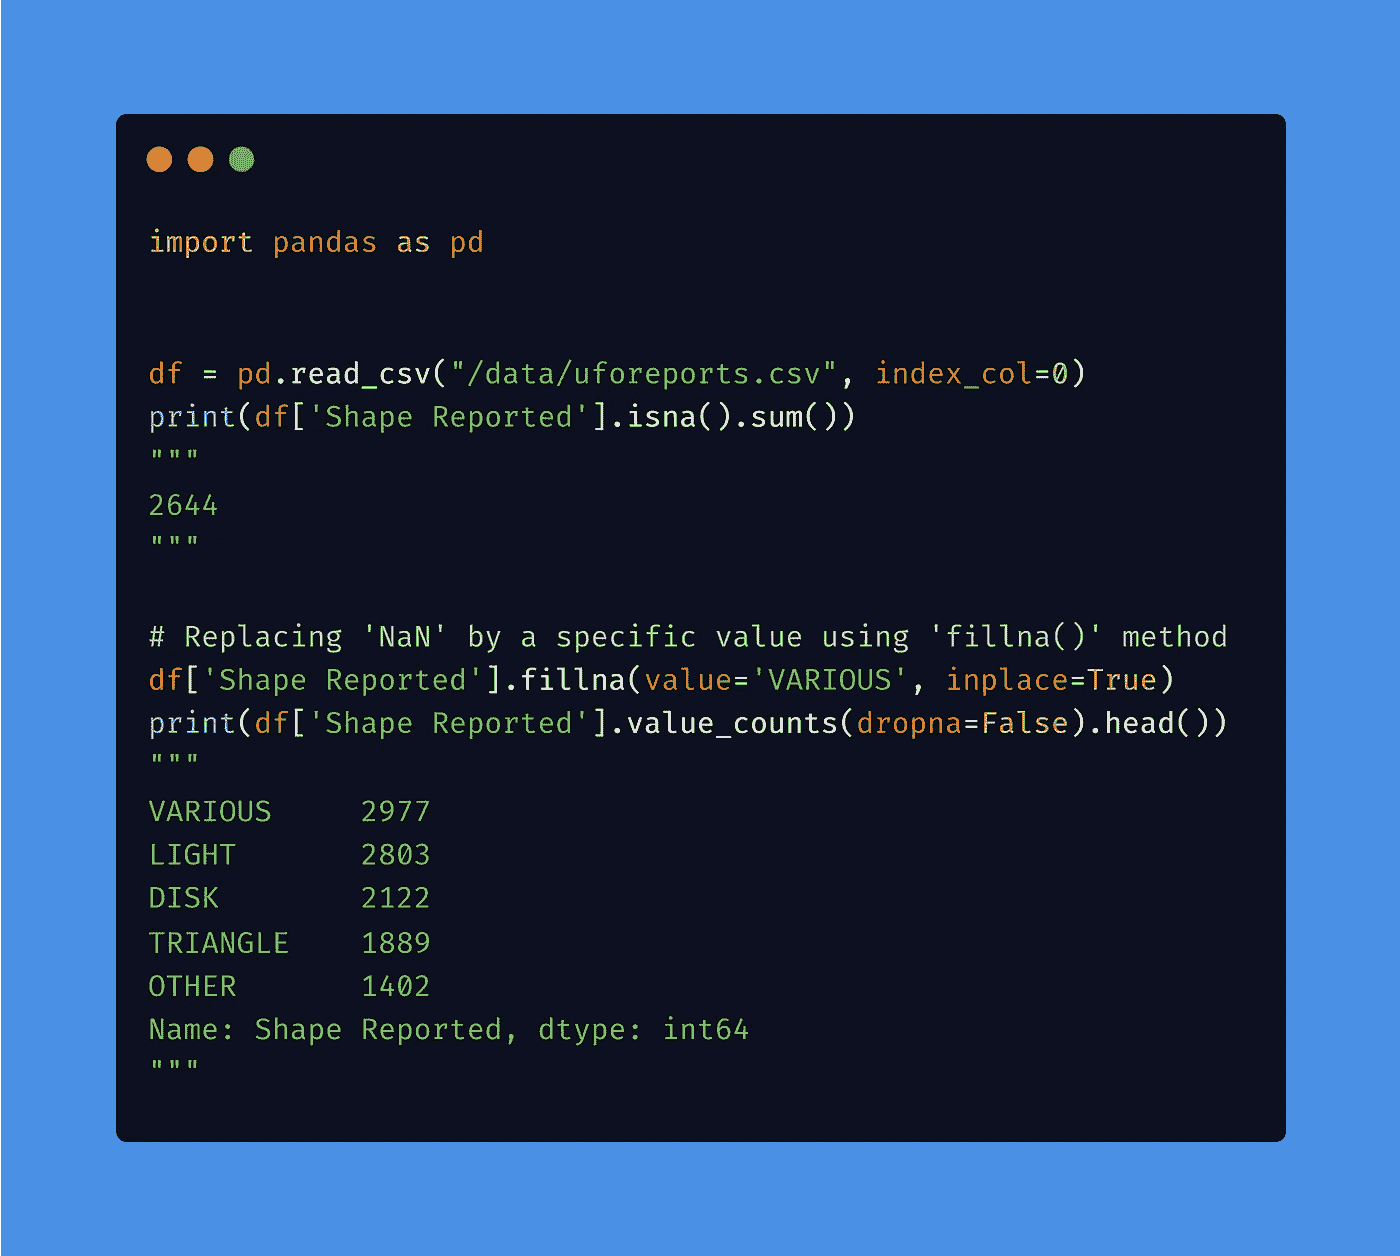 import pandas as pd
df = pd.read_csv("/data/uforeports.csv", index_col=0)
print(df['Shape Reported'].isna().sum())
"""
2644
"""
# Replacing 'NaN' by a specific value using 'fillna()' method
df['Shape Reported'].fillna(value='VARIOUS', inplace=True)
print(df['Shape Reported'].value_counts(dropna=False).head())
"""
VARIOUS     2977
LIGHT       2803
DISK        2122
TRIANGLE    1889
OTHER       1402
Name: Shape Reported, dtype: int64
"""